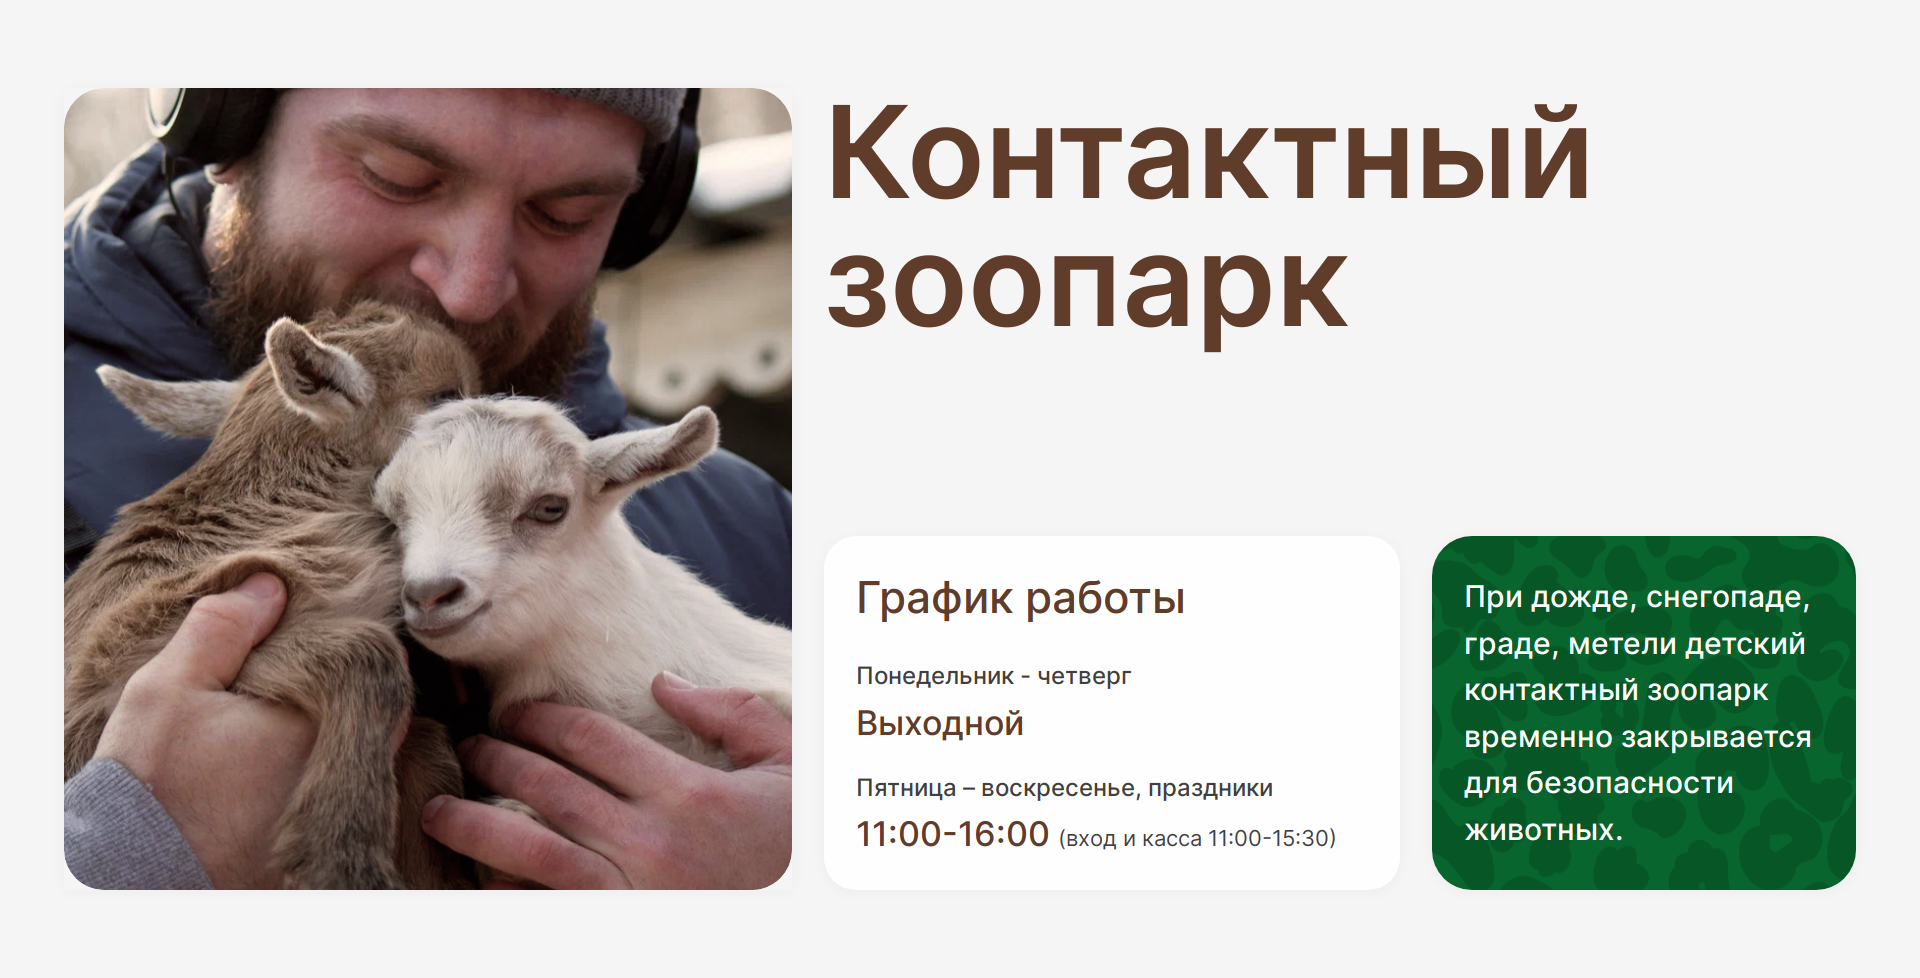 Контактный
зоопарк
График работы
Понедельник - четверг
Выходной
Пятница – воскресенье, праздники
11:00-16:00 (вход и касса 11:00-15:30)
При дожде, снегопаде,
граде, метели детский
контактный зоопарк
временно закрывается
для безопасности
животных.